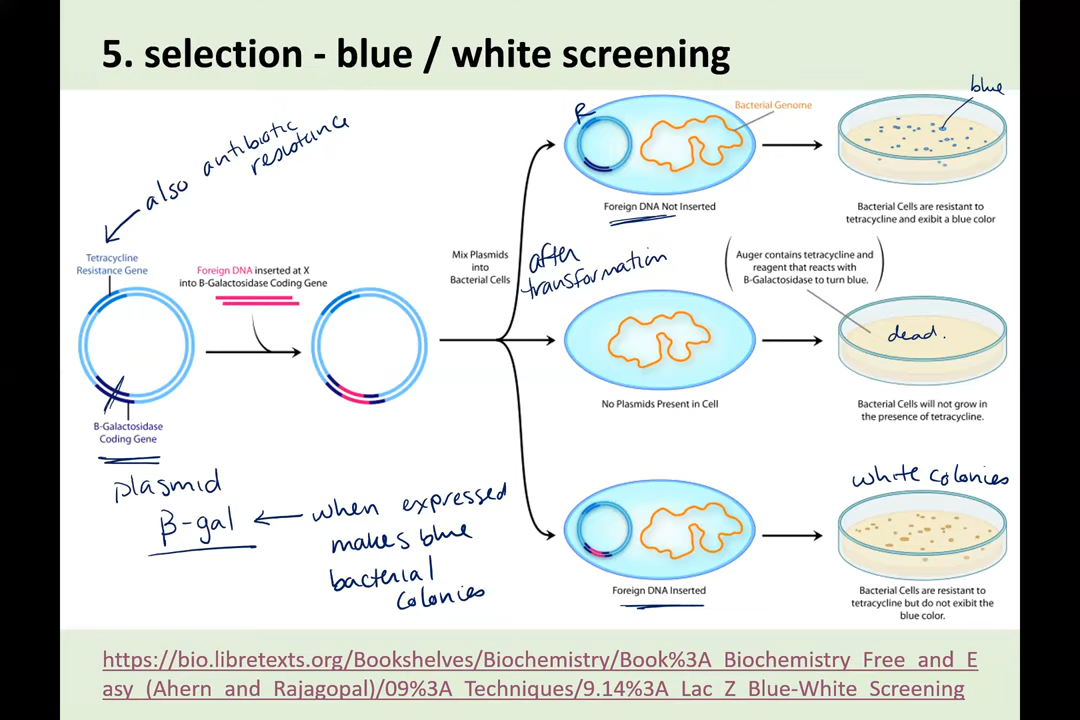 5. selection - blue / white screening
blue
R
Bacterial Genome
also antibiotic
resistance
Foreign DNA Not Inserted
Bacterial Cells are resistant to
tetracycline and exibit a blue color
Tetracycline
Resistance Gene
Foreign DNA inserted at X
into B-Galactosidase Coding Gene
Mix Plasmids
into
Bacterial Cells
after
transformation
Auger contains tetracycline and
reagent that reacts with
B-Galactosidase to turn blue.
dead.
No Plasmids Present in Cell
Bacterial Cells will not grow in
the presence of tetracycline.
B-Galactosidase
Coding Gene
plasmid
β-gal
when expressed
makes blue
bacterial
colonies
white colonies
Foreign DNA Inserted
Bacterial Cells are resistant to
tetracycline but do not exibit the
blue color.
https://bio.libretexts.org/Bookshelves/Biochemistry/Book%3A_Biochemistry_Free_and_E
asy_(Ahern_and_Rajagopal)/09%3A_Techniques/9.14%3A_Lac_Z_Blue-White_Screening